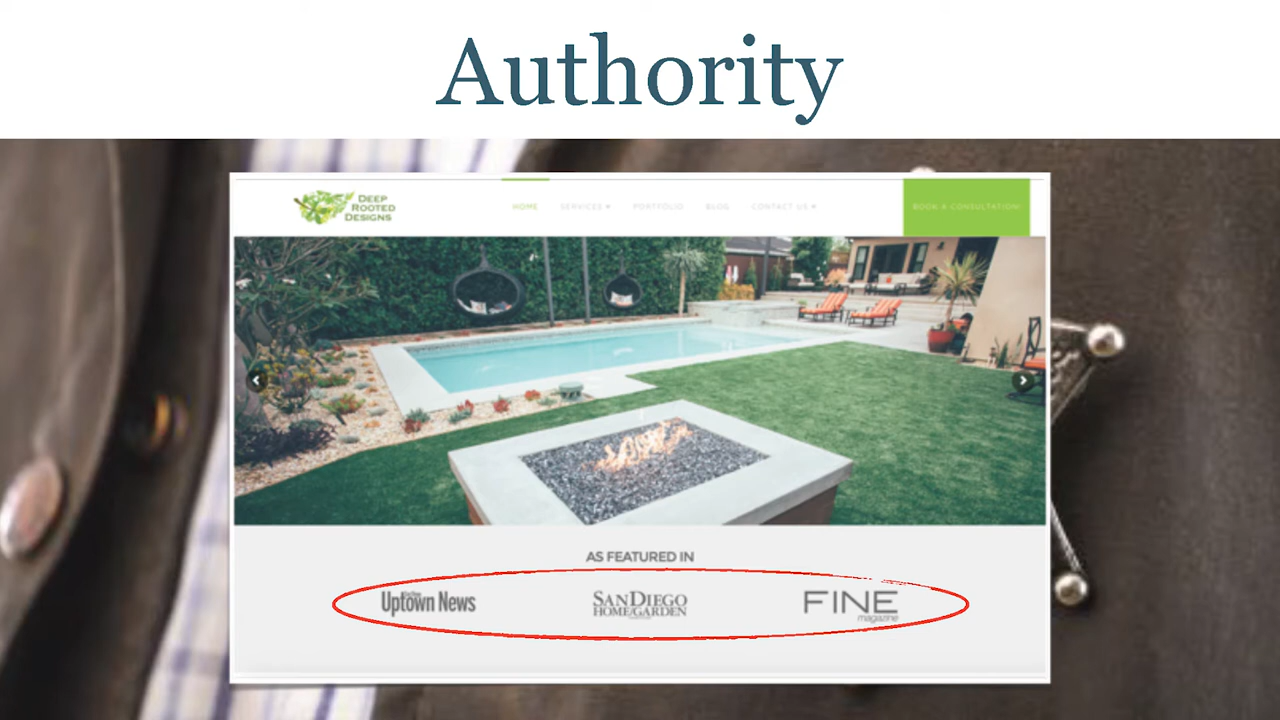 Authority
DEEP
ROOTED
DESIGNS
HOME SERVICES PORTFOLIO BLOG CONTACT US BOOK A CONSULTATION!
AS FEATURED IN
Uptown News
SANDIEGO
HOME/GARDEN
FINE
magazine